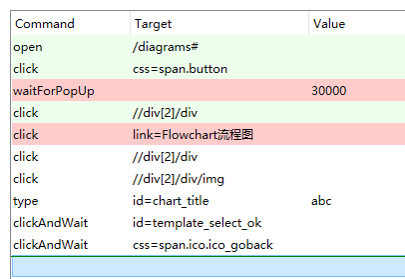 Command Target Value
open /diagrams#
click css=span.button
waitForPopUp 30000
click //div[2]/div
click link=Flowchart流程图
click //div[2]/div
click //div[2]/div/img
type id=chart_title abc
clickAndWait id=template_select_ok
clickAndWait css=span.ico.ico_goback